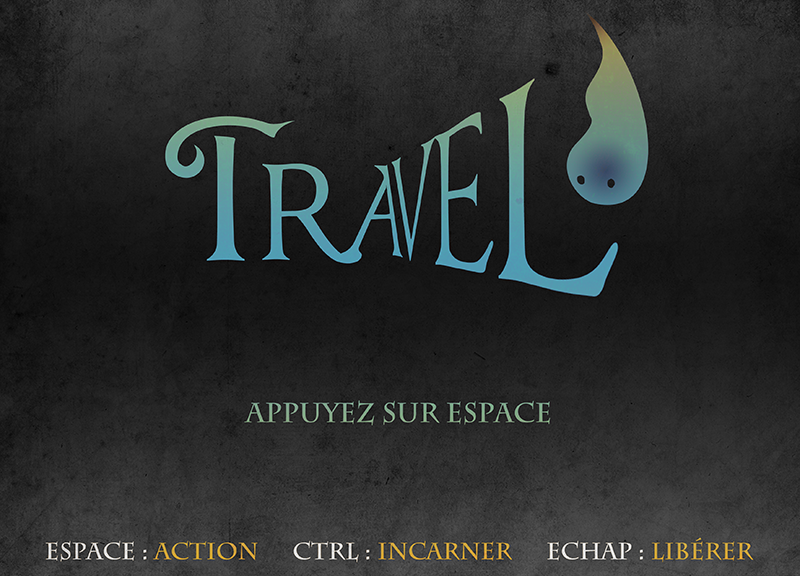 TRAVEL
APPUYEZ SUR ESPACE
ESPACE : ACTION CTRL : INCARNER ECHAP : LIBÉRER